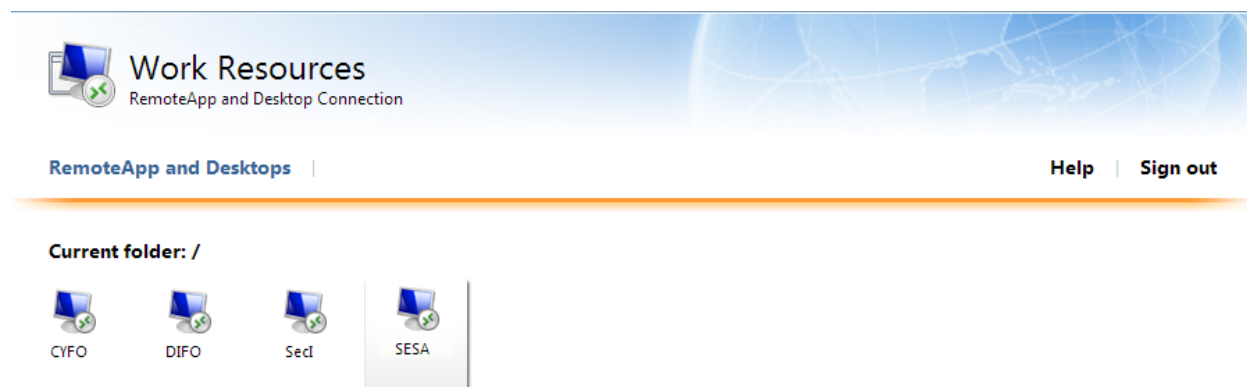 Work Resources
RemoteApp and Desktop Connection
RemoteApp and Desktops | Help | Sign out
Current folder: /
CYFO DIFO SecI SESA